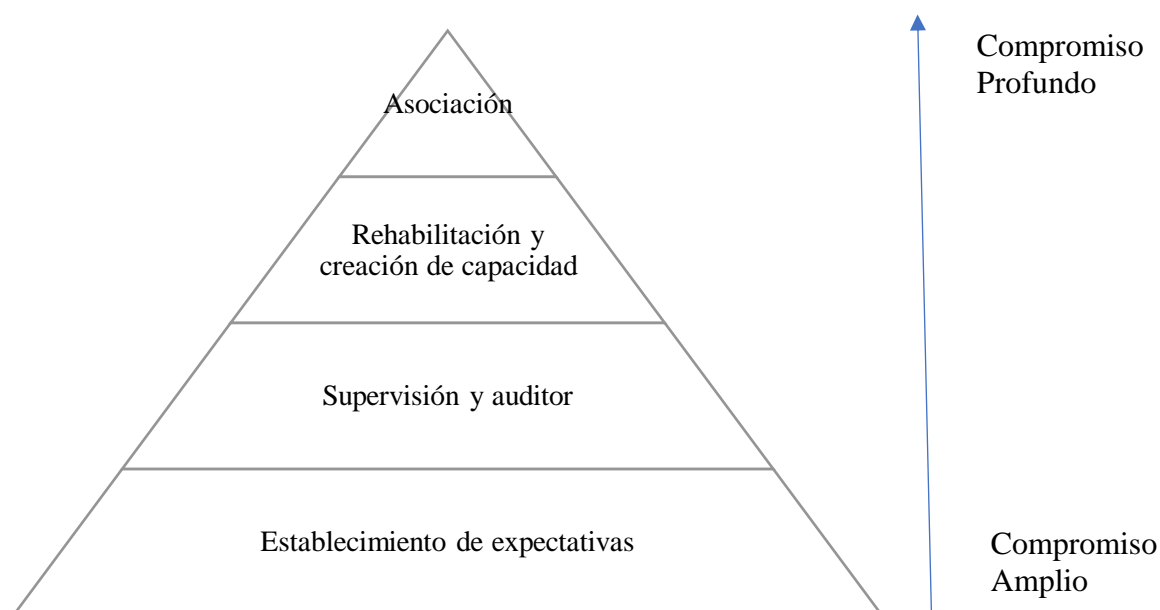 Compromiso
Profundo
Asociación
Rehabilitación y
creación de capacidad
Supervisión y auditor
Establecimiento de expectativas
Compromiso
Amplio